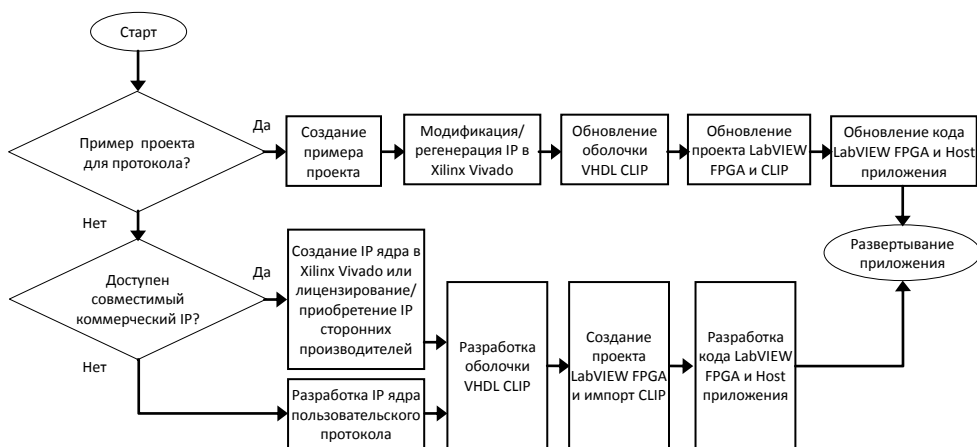 Старт
Пример проекта
для протокола?
Да
Создание
примера
проекта
Модификация/
регенерация IP в
Xilinx Vivado
Обновление
оболочки
VHDL CLIP
Обновление
проекта LabVIEW
FPGA и CLIP
Обновление кода
LabVIEW FPGA и Host
приложения
Нет
Развертывание
приложения
Доступен
совместимый
коммерческий IP?
Да
Создание IP ядра в
Xilinx Vivado или
лицензирование/
приобретение IP
сторонних
производителей
Нет
Разработка IP ядра
пользовательского
протокола
Разработка
оболочки
VHDL CLIP
Создание
проекта
LabVIEW FPGA
и импорт CLIP
Разработка
кода LabVIEW
FPGA и Host
приложения